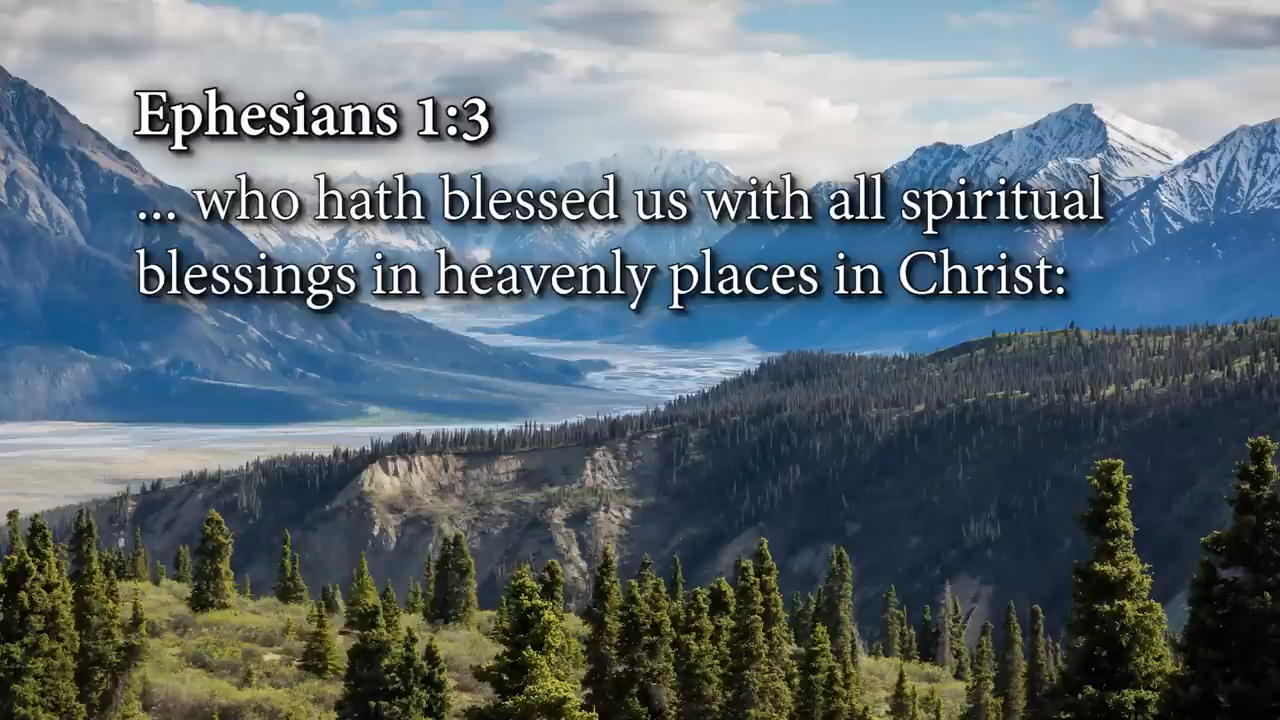 Ephesians 1:3
... who hath blessed us with all spiritual
blessings in heavenly places in Christ: